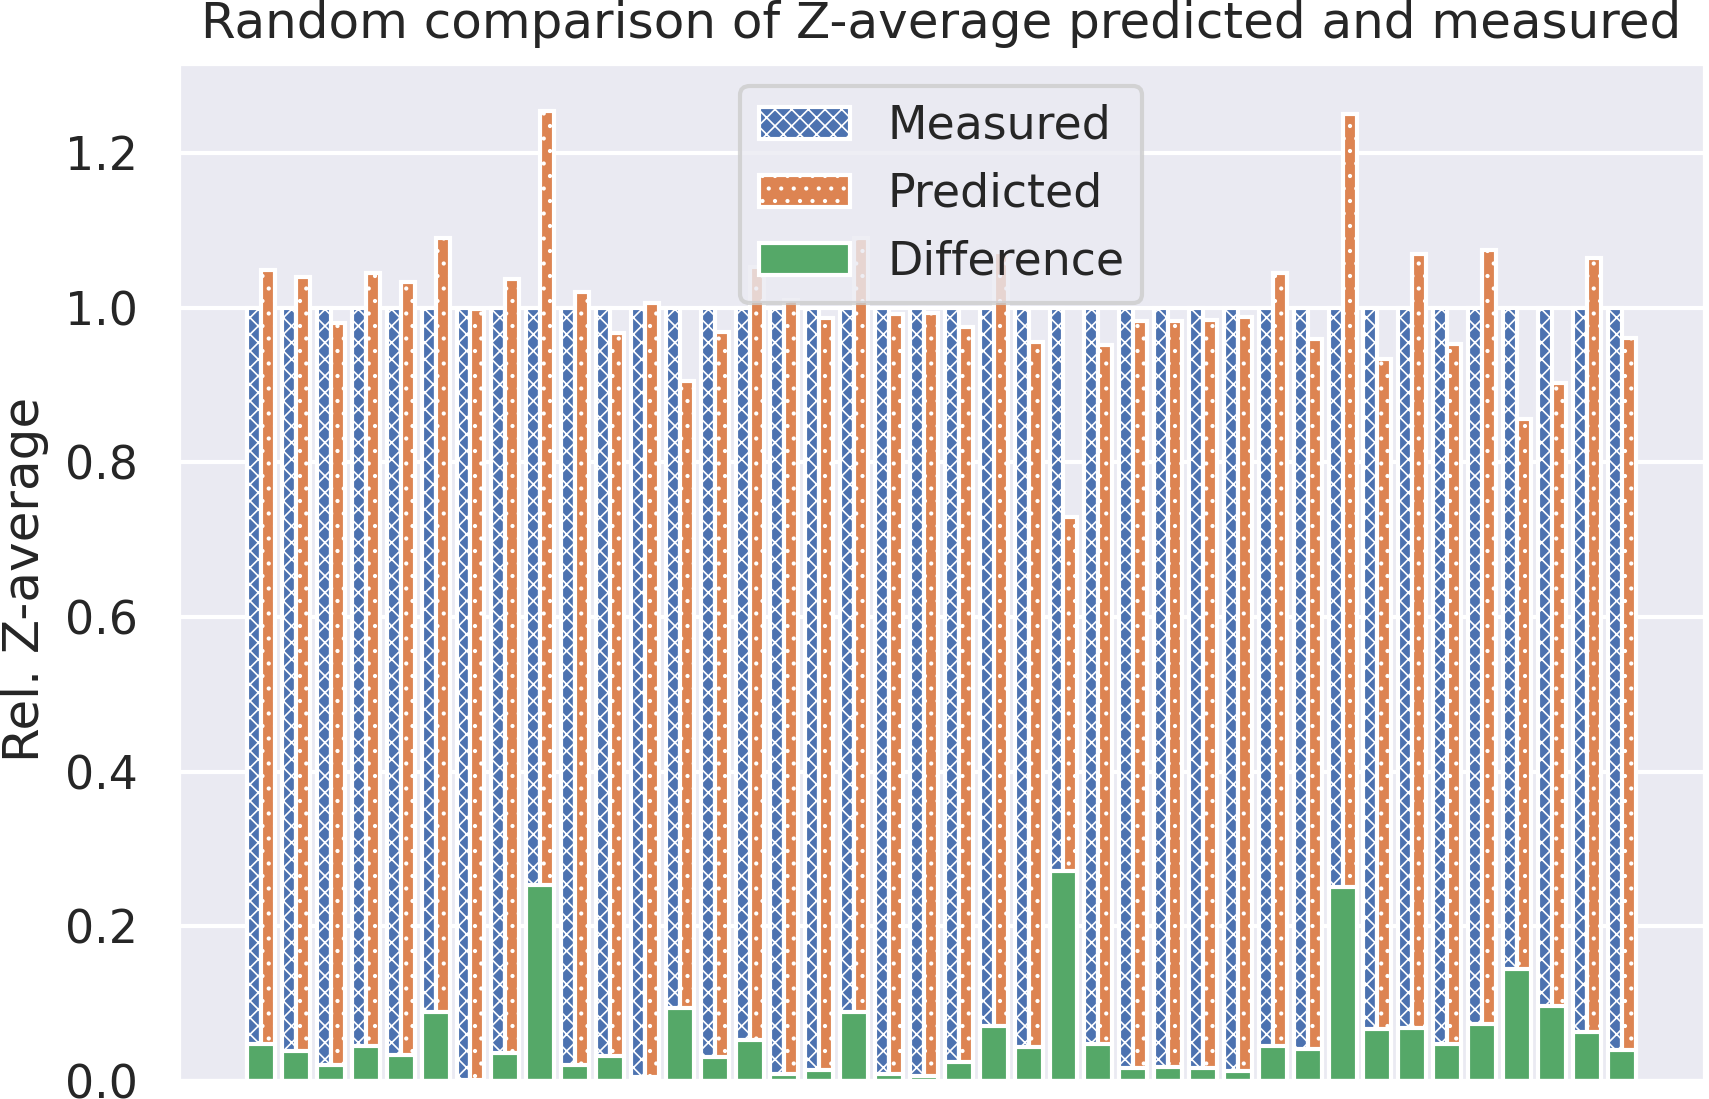 Random comparison of Z-average predicted and measured
Measured
Predicted
Difference
Rel. Z-average
1.2
1.0
0.8
0.6
0.4
0.2
0.0